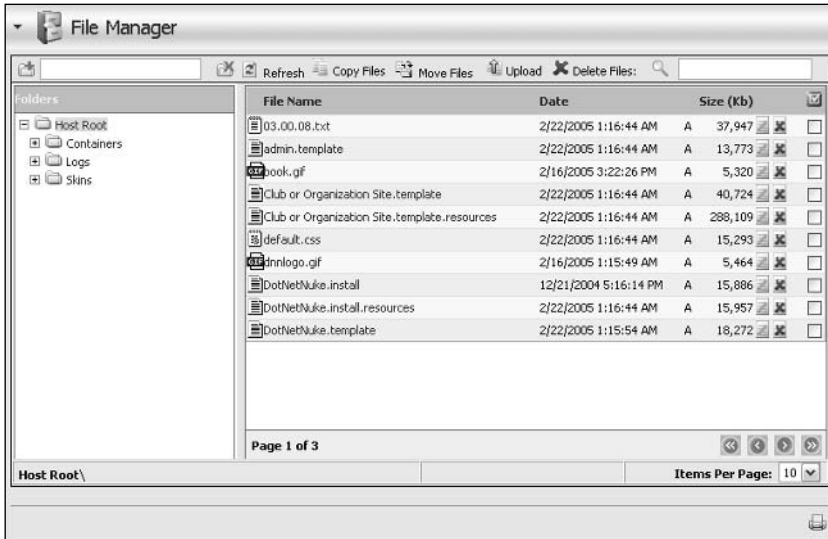 File Manager
Refresh Copy Files Move Files Upload Delete Files:
Folders
File Name Date Size (Kb)
Host Root
Containers
Logs
Skins
03.00.08.txt 2/22/2005 1:16:44 AM A 37,947
admin.template 2/22/2005 1:16:44 AM A 13,773
book.gif 2/16/2005 3:22:26 PM A 5,320
Club or Organization Site.template 2/22/2005 1:16:44 AM A 40,724
Club or Organization Site.template.resources 2/22/2005 1:16:44 AM A 288,109
default.css 2/22/2005 1:16:44 AM A 15,293
dnnlogo.gif 2/16/2005 1:15:49 AM A 5,464
DotNetNuke.install 12/21/2004 5:16:14 PM A 15,886
DotNetNuke.install.resources 2/22/2005 1:16:44 AM A 15,957
DotNetNuke.template 2/22/2005 1:15:54 AM A 18,272
Page 1 of 3
Host Root\ Items Per Page: 10